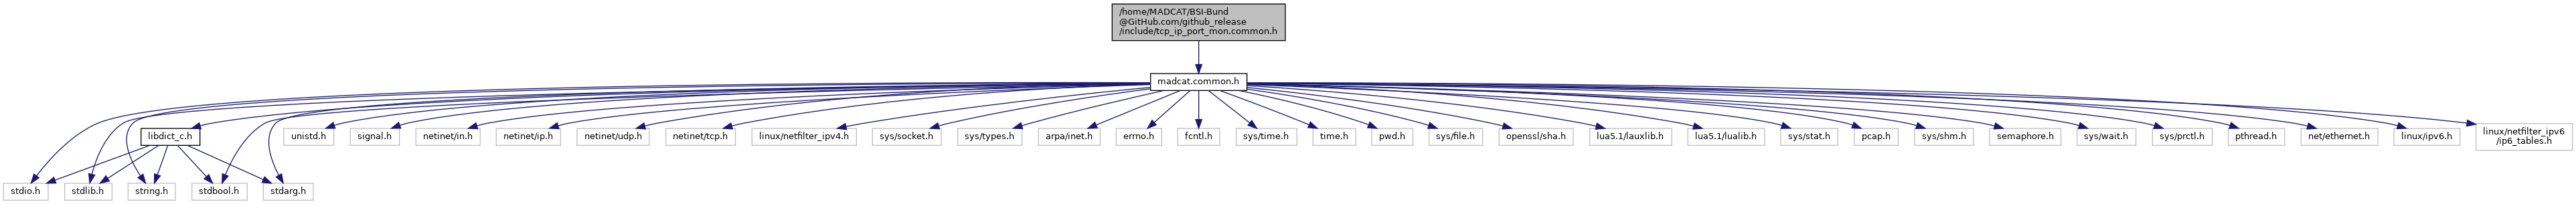 /home/MADCAT/BSI-Bund
@GitHub.com/github_release
/include/tcp_ip_port_mon.common.h
madcat.common.h
libdict_c.h
unistd.h
signal.h
netinet/in.h
netinet/ip.h
netinet/udp.h
netinet/tcp.h
linux/netfilter_ipv4.h
sys/socket.h
sys/types.h
arpa/inet.h
errno.h
fcntl.h
sys/time.h
time.h
pwd.h
sys/file.h
openssl/sha.h
lua5.1/lauxlib.h
lua5.1/lualib.h
sys/stat.h
pcap.h
sys/shm.h
semaphore.h
sys/wait.h
sys/prctl.h
pthread.h
net/ethernet.h
linux/ipv6.h
linux/netfilter_ipv6
/ip6_tables.h
stdio.h
stdlib.h
string.h
stdbool.h
stdarg.h